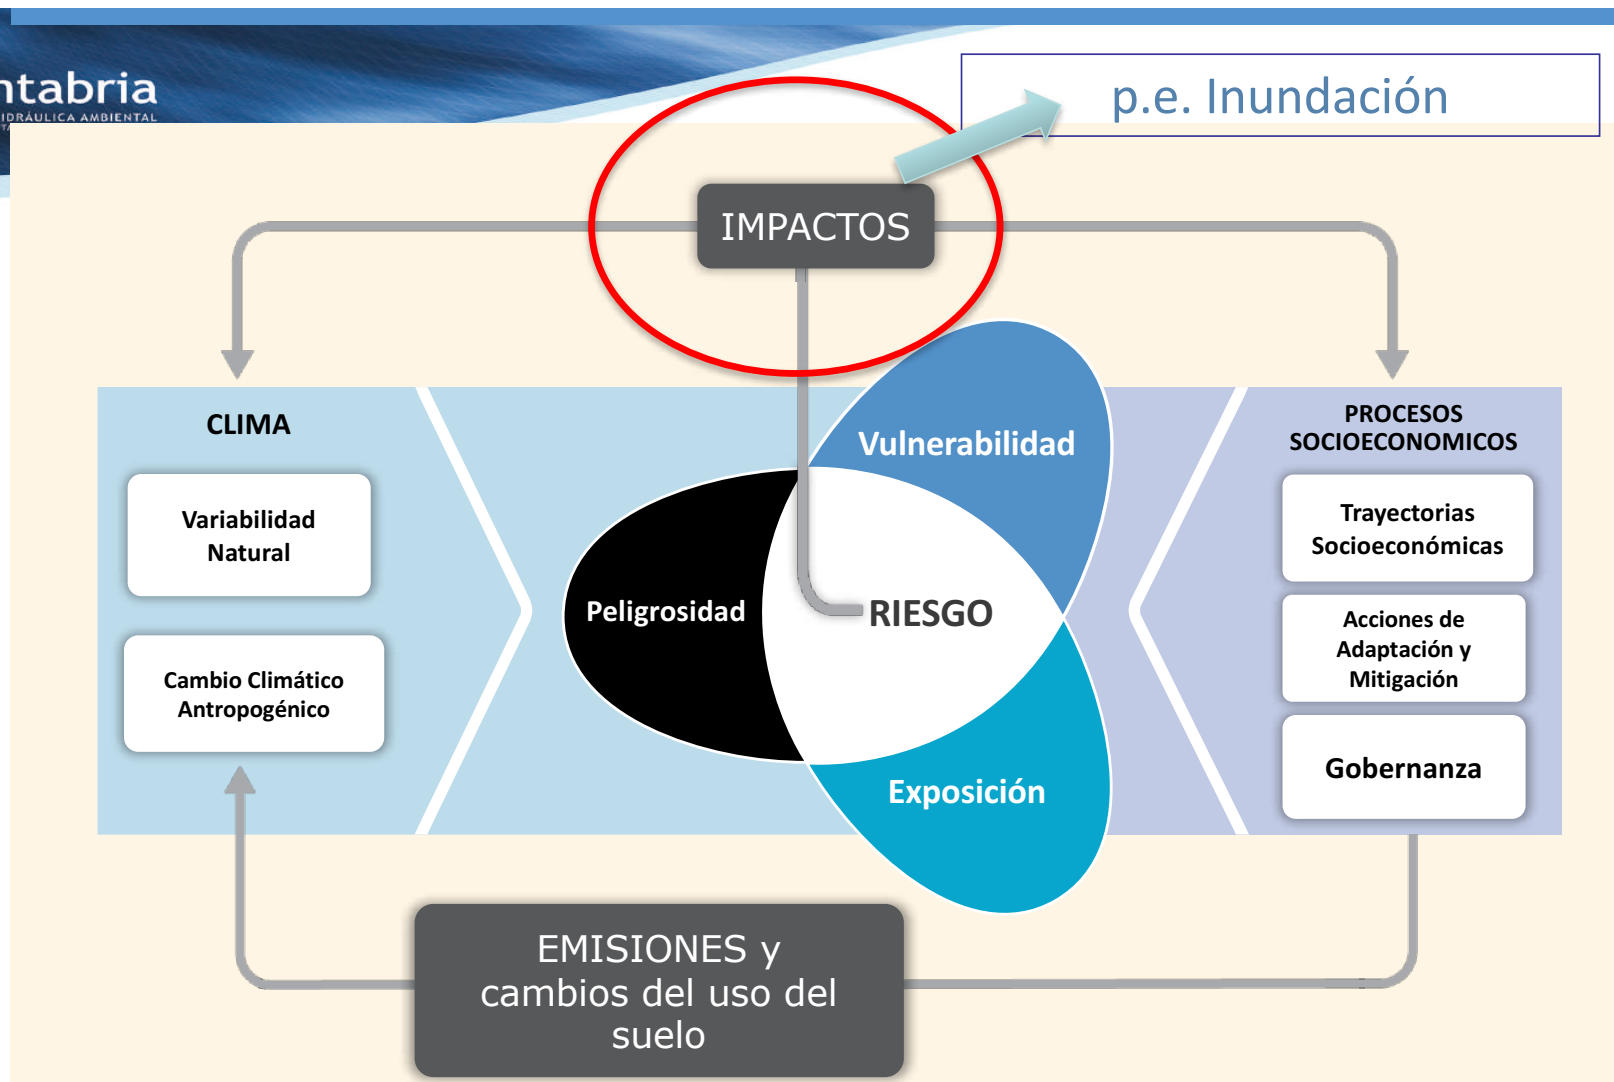 ntabria
IDRÁULICA AMBIENTAL
p.e. Inundación
IMPACTOS
CLIMA
Variabilidad
Natural
Cambio Climático
Antropogénico
Vulnerabilidad
Peligrosidad
RIESGO
Exposición
PROCESOS
SOCIOECONOMICOS
Trayectorias
Socioeconómicas
Acciones de
Adaptación y
Mitigación
Gobernanza
EMISIONES y
cambios del uso del
suelo